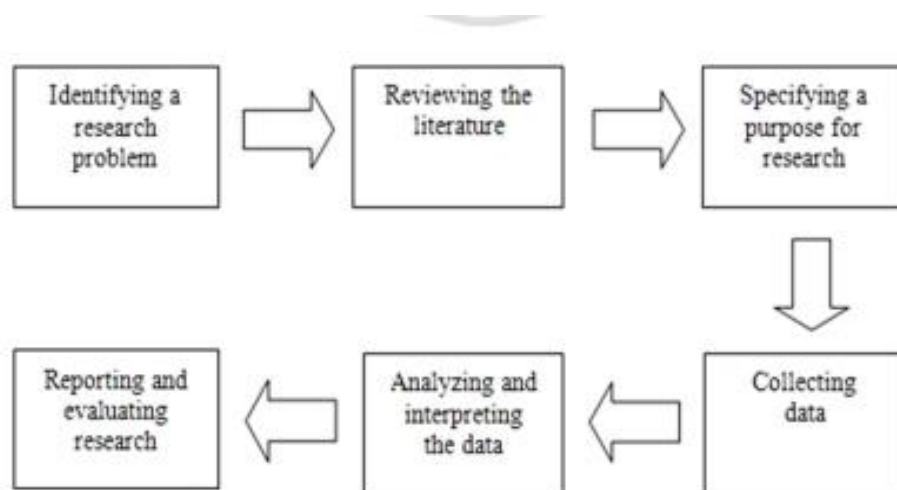 Identifying a
research
problem
Reviewing the
literature
Specifying a
purpose for
research
Collecting
data
Analyzing and
interpreting
the data
Reporting and
evaluating
research